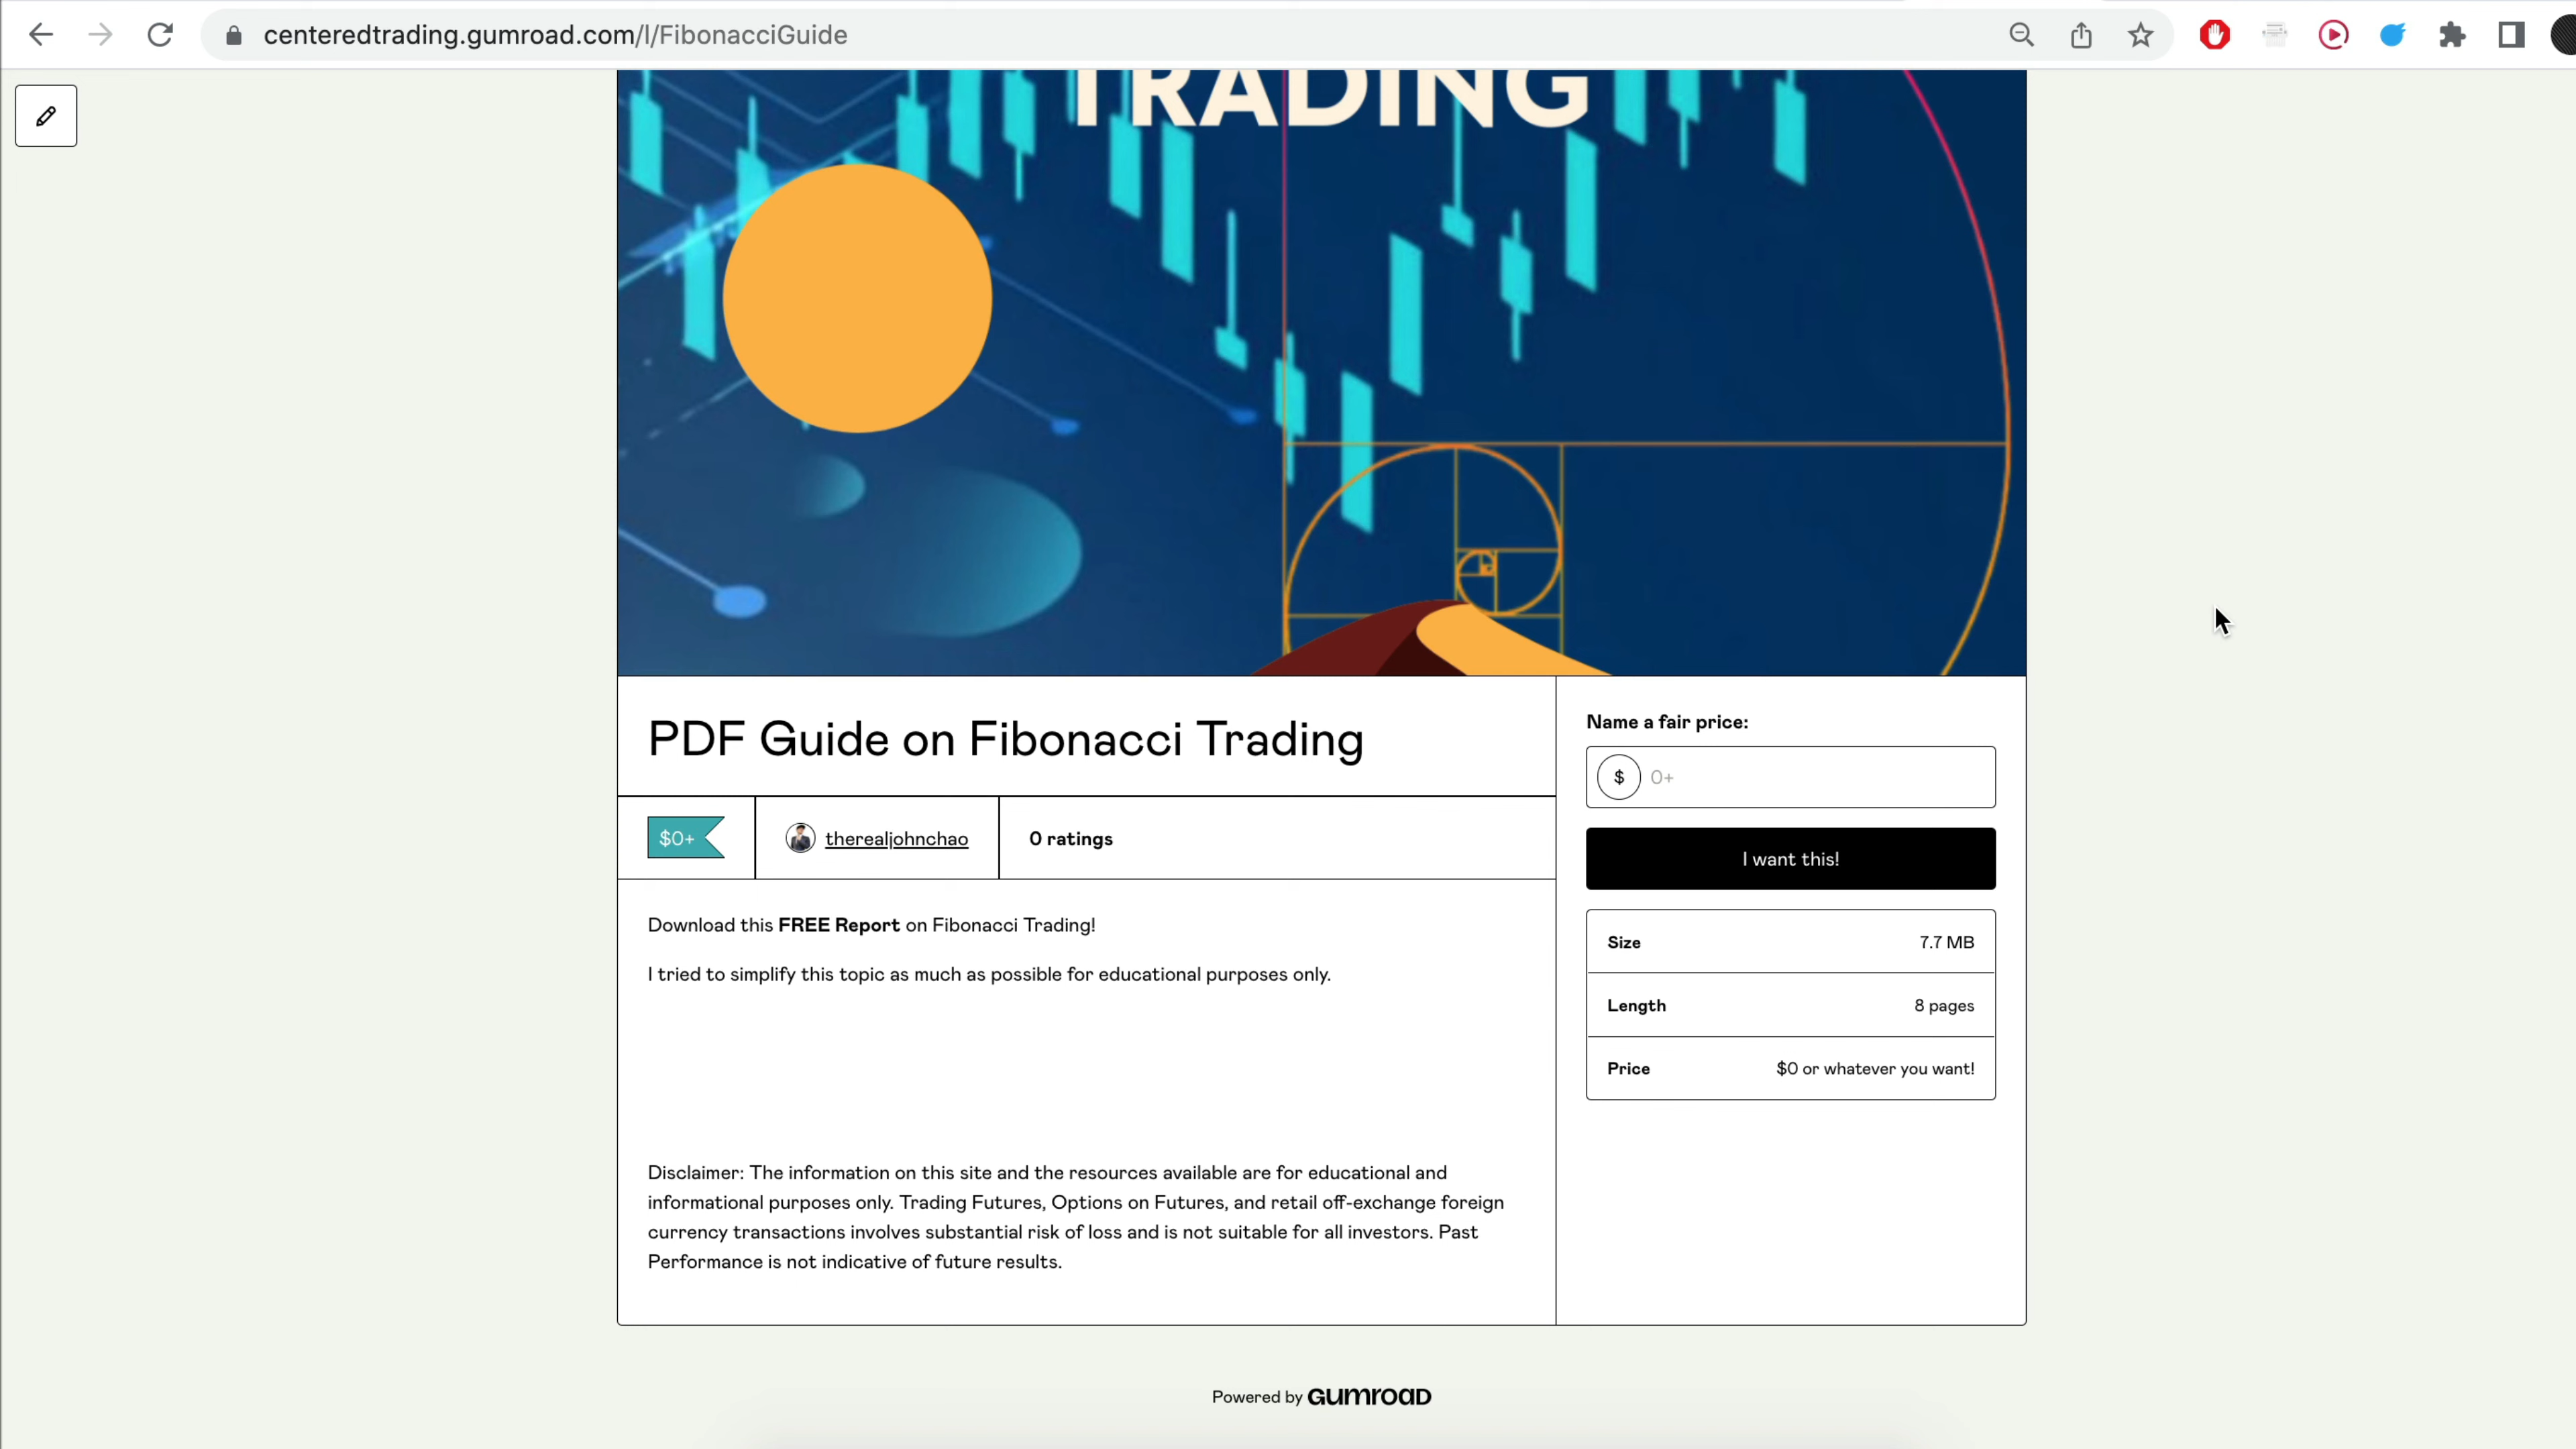 centeredtrading.gumroad.com/l/FibonacciGuide
TRADING
PDF Guide on Fibonacci Trading
$0+
therealjohnchao
0 ratings
Download this FREE Report on Fibonacci Trading!
I tried to simplify this topic as much as possible for educational purposes only.
Disclaimer: The information on this site and the resources available are for educational and
informational purposes only. Trading Futures, Options on Futures, and retail off-exchange foreign
currency transactions involves substantial risk of loss and is not suitable for all investors. Past
Performance is not indicative of future results.
Name a fair price:
$ 0+
I want this!
Size 7.7 MB
Length 8 pages
Price $0 or whatever you want!
Powered by GUMROAD